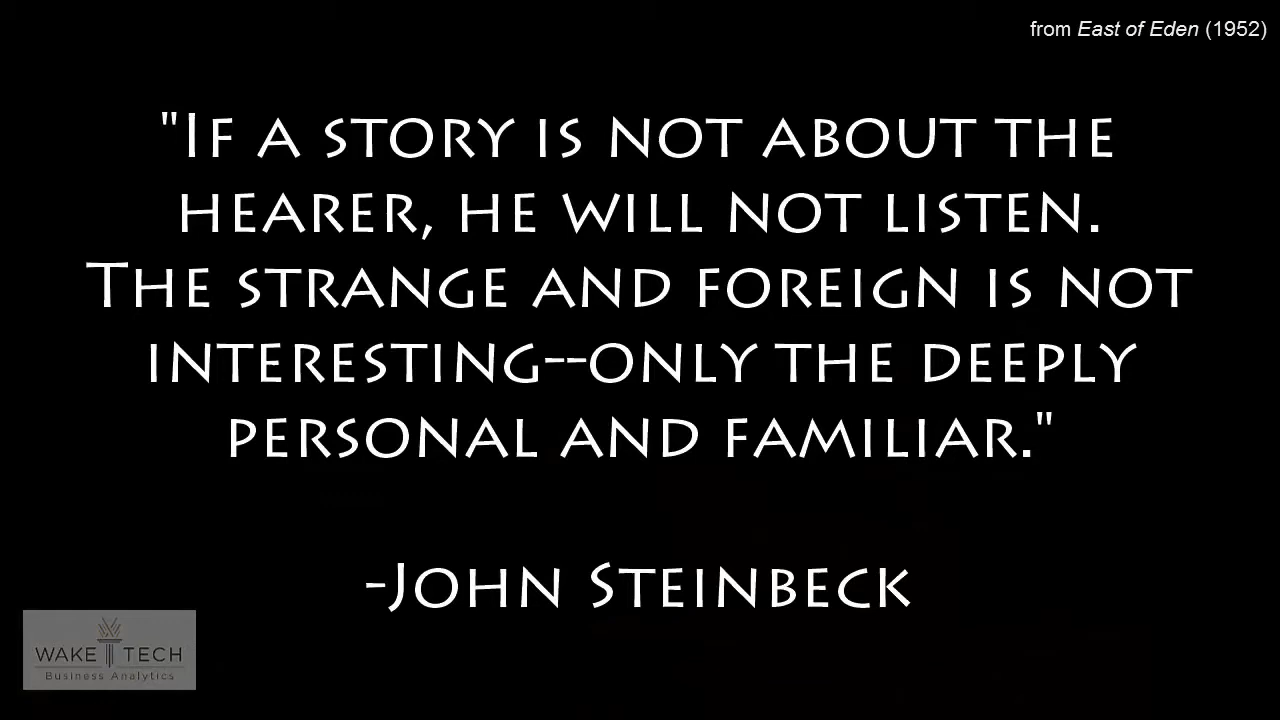 from East of Eden (1952)
"If a story is not about the
hearer, he will not listen.
The strange and foreign is not
interesting--only the deeply
personal and familiar."
-John Steinbeck
WAKE TECH
Business Analytics